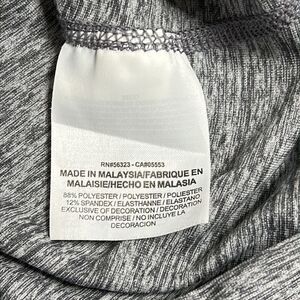 RN#56323 - CA#05553
MADE IN MALAYSIA/FABRIQUE EN
MALAISIE/HECHO EN MALASIA
88% POLYESTER / POLYESTER / POLIESTER
12% SPANDEX / ELASTHANNE / ELASTANO
EXCLUSIVE OF DECORATION / DECORATION
NON COMPRISE / NO INCLUYE LA
DECORACION